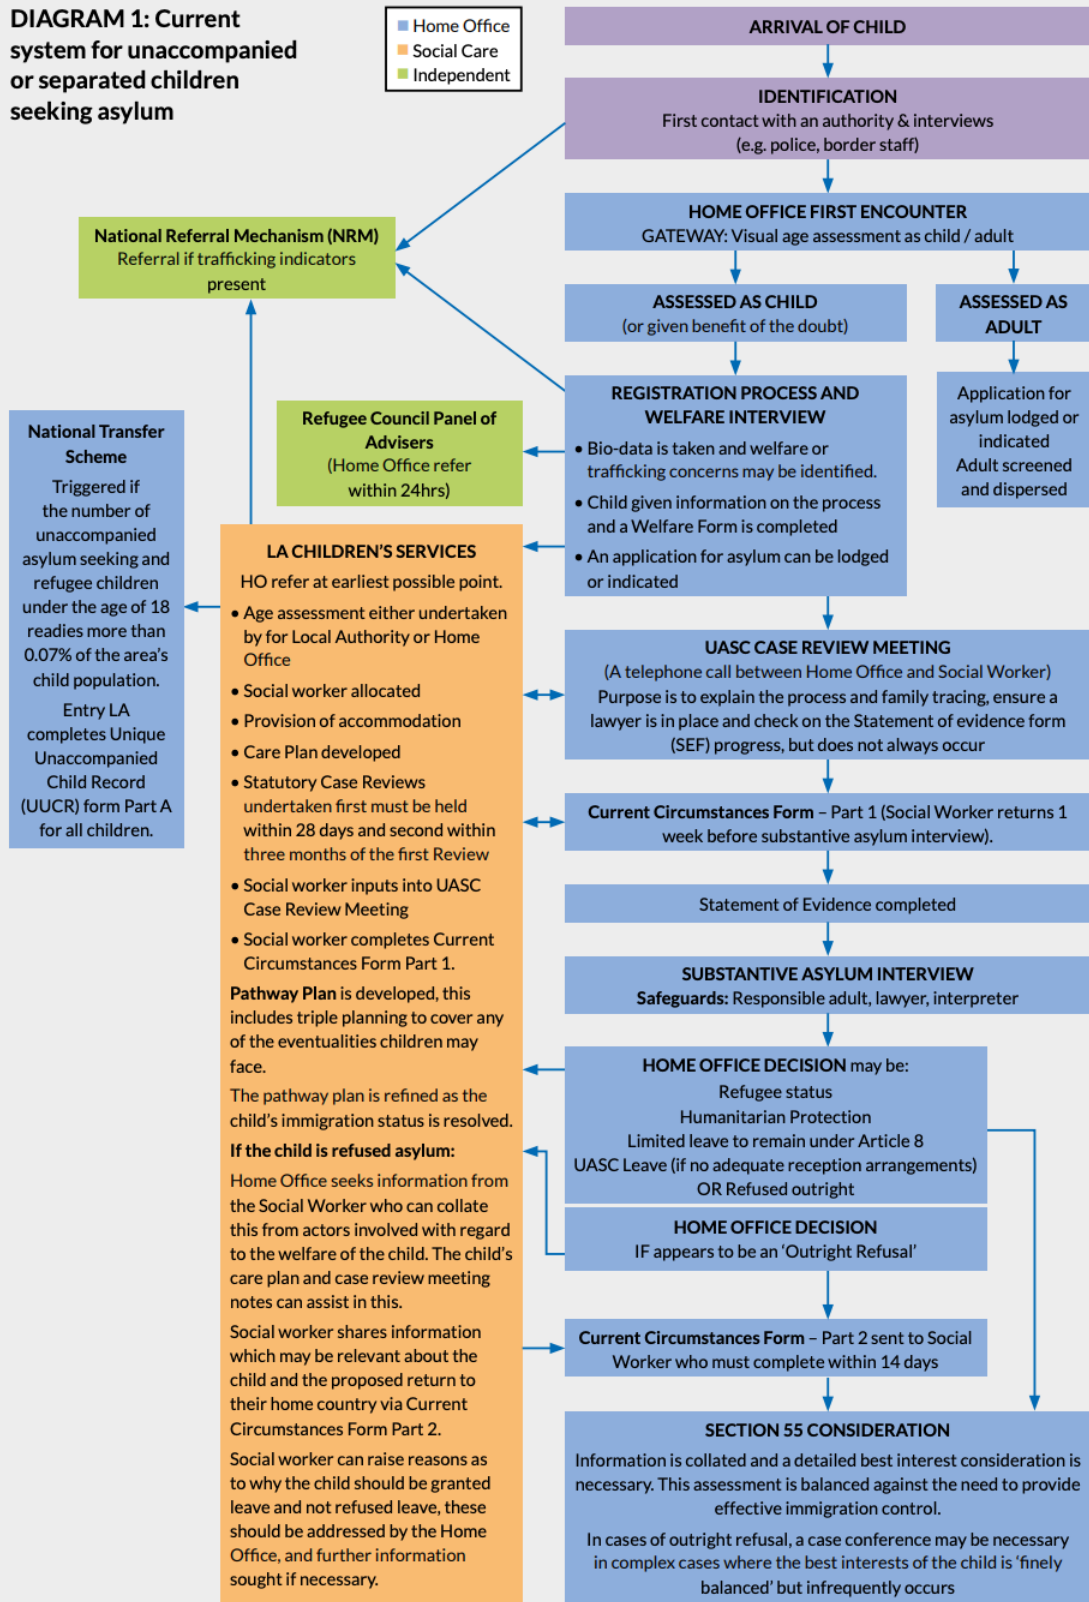 DIAGRAM 1: Current
system for unaccompanied
or separated children
seeking asylum
Home Office
Social Care
Independent
ARRIVAL OF CHILD
IDENTIFICATION
First contact with an authority & interviews
(e.g. police, border staff)
HOME OFFICE FIRST ENCOUNTER
GATEWAY: Visual age assessment as child / adult
National Referral Mechanism (NRM)
Referral if trafficking indicators
present
ASSESSED AS CHILD
(or given benefit of the doubt)
ASSESSED AS
ADULT
REGISTRATION PROCESS AND
WELFARE INTERVIEW
• Bio-data is taken and welfare or
trafficking concerns may be identified.
• Child given information on the process
and a Welfare Form is completed
• An application for asylum can be lodged
or indicated
Application for
asylum lodged or
indicated
Adult screened
and dispersed
Refugee Council Panel of
Advisers
(Home Office refer
within 24hrs)
National Transfer
Scheme
Triggered if
the number of
unaccompanied
asylum seeking and
refugee children
under the age of 18
readies more than
0.07% of the area's
child population.
Entry LA
completes Unique
Unaccompanied
Child Record
(UUCR) form Part A
for all children.
LA CHILDREN'S SERVICES
HO refer at earliest possible point.
• Age assessment either undertaken
by for Local Authority or Home
Office
• Social worker allocated
• Provision of accommodation
• Care Plan developed
• Statutory Case Reviews
undertaken first must be held
within 28 days and second within
three months of the first Review
• Social worker inputs into UASC
Case Review Meeting
• Social worker completes Current
Circumstances Form Part 1.
Pathway Plan is developed, this
includes triple planning to cover any
of the eventualities children may
face.
The pathway plan is refined as the
child's immigration status is resolved.
If the child is refused asylum:
Home Office seeks information from
the Social Worker who can collate
this from actors involved with regard
to the welfare of the child. The child's
care plan and case review meeting
notes can assist in this.
Social worker shares information
which may be relevant about the
child and the proposed return to
their home country via Current
Circumstances Form Part 2.
Social worker can raise reasons as
to why the child should be granted
leave and not refused leave, these
should be addressed by the Home
Office, and further information
sought if necessary.
UASC CASE REVIEW MEETING
(A telephone call between Home Office and Social Worker)
Purpose is to explain the process and family tracing, ensure a
lawyer is in place and check on the Statement of evidence form
(SEF) progress, but does not always occur
Current Circumstances Form – Part 1 (Social Worker returns 1
week before substantive asylum interview).
Statement of Evidence completed
SUBSTANTIVE ASYLUM INTERVIEW
Safeguards: Responsible adult, lawyer, interpreter
HOME OFFICE DECISION may be:
Refugee status
Humanitarian Protection
Limited leave to remain under Article 8
UASC Leave (if no adequate reception arrangements)
OR Refused outright
HOME OFFICE DECISION
IF appears to be an 'Outright Refusal'
Current Circumstances Form – Part 2 sent to Social
Worker who must complete within 14 days
SECTION 55 CONSIDERATION
Information is collated and a detailed best interest consideration is
necessary. This assessment is balanced against the need to provide
effective immigration control.
In cases of outright refusal, a case conference may be necessary
in complex cases where the best interests of the child is 'finely
balanced' but infrequently occurs